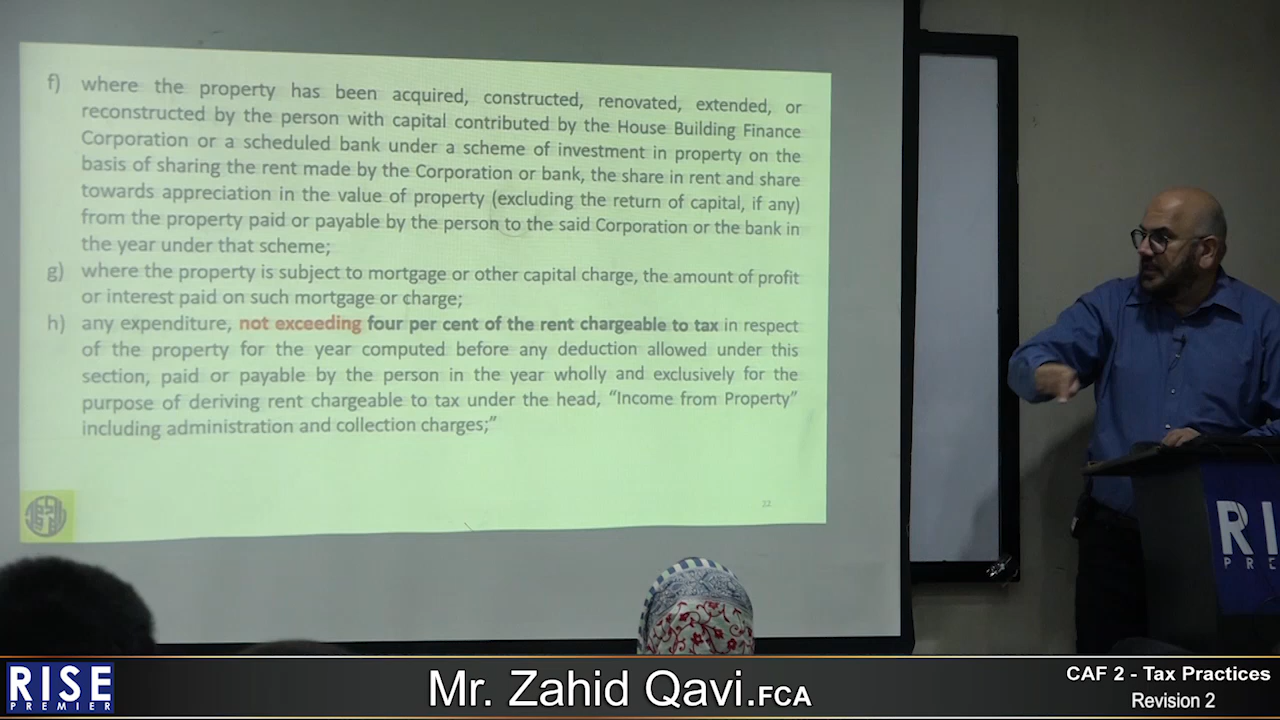 f) where the property has been acquired, constructed, renovated, extended, or
reconstructed by the person with capital contributed by the House Building Finance
Corporation or a scheduled bank under a scheme of investment in property on the
basis of sharing the rent made by the Corporation or bank, the share in rent and share
towards appreciation in the value of property (excluding the return of capital, if any)
from the property paid or payable by the person to the said Corporation or the bank in
the year under that scheme;
g) where the property is subject to mortgage or other capital charge, the amount of profit
or interest paid on such mortgage or charge;
h) any expenditure, not exceeding four per cent of the rent chargeable to tax in respect
of the property for the year computed before any deduction allowed under this
section, paid or payable by the person in the year wholly and exclusively for the
purpose of deriving rent chargeable to tax under the head, “Income from Property”
including administration and collection charges;”
22
RI
PRE
RISE
PREMIER
Mr. Zahid Qavi.FCA
CAF 2 - Tax Practices
Revision 2